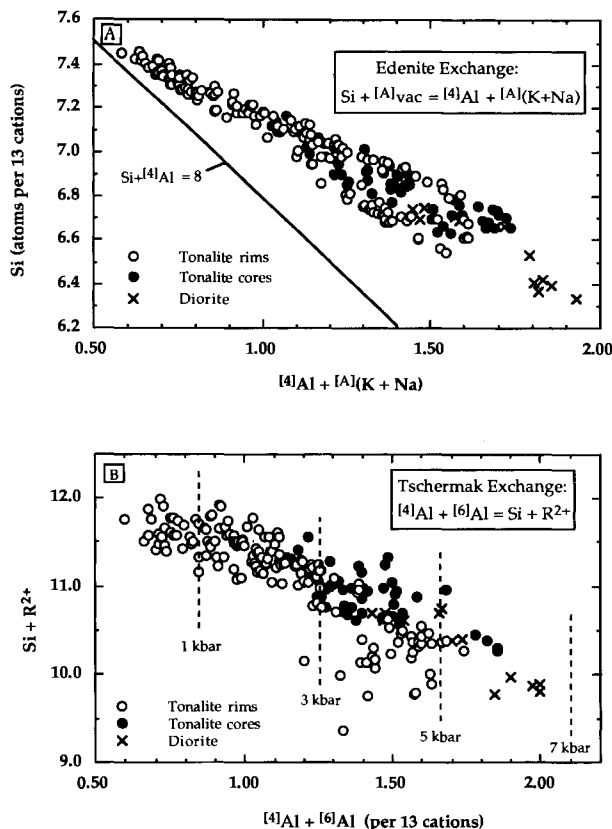 A
7.6
7.4
7.2
7.0
6.8
6.6
6.4
6.2
Si (atoms per 13 cations)
Edenite Exchange:
Si + [A]vac = [4]Al + [A](K+Na)
Si+[4]Al = 8
Tonalite rims
Tonalite cores
Diorite
0.50
1.00
1.50
2.00
[4]Al + [A](K + Na)
B
12.0
11.0
10.0
9.0
Si + R2+
Tschermak Exchange:
[4]Al + [6]Al = Si + R2+
1 kbar
3 kbar
5 kbar
7 kbar
Tonalite rims
Tonalite cores
Diorite
0.50
1.00
1.50
2.00
[4]Al + [6]Al (per 13 cations)